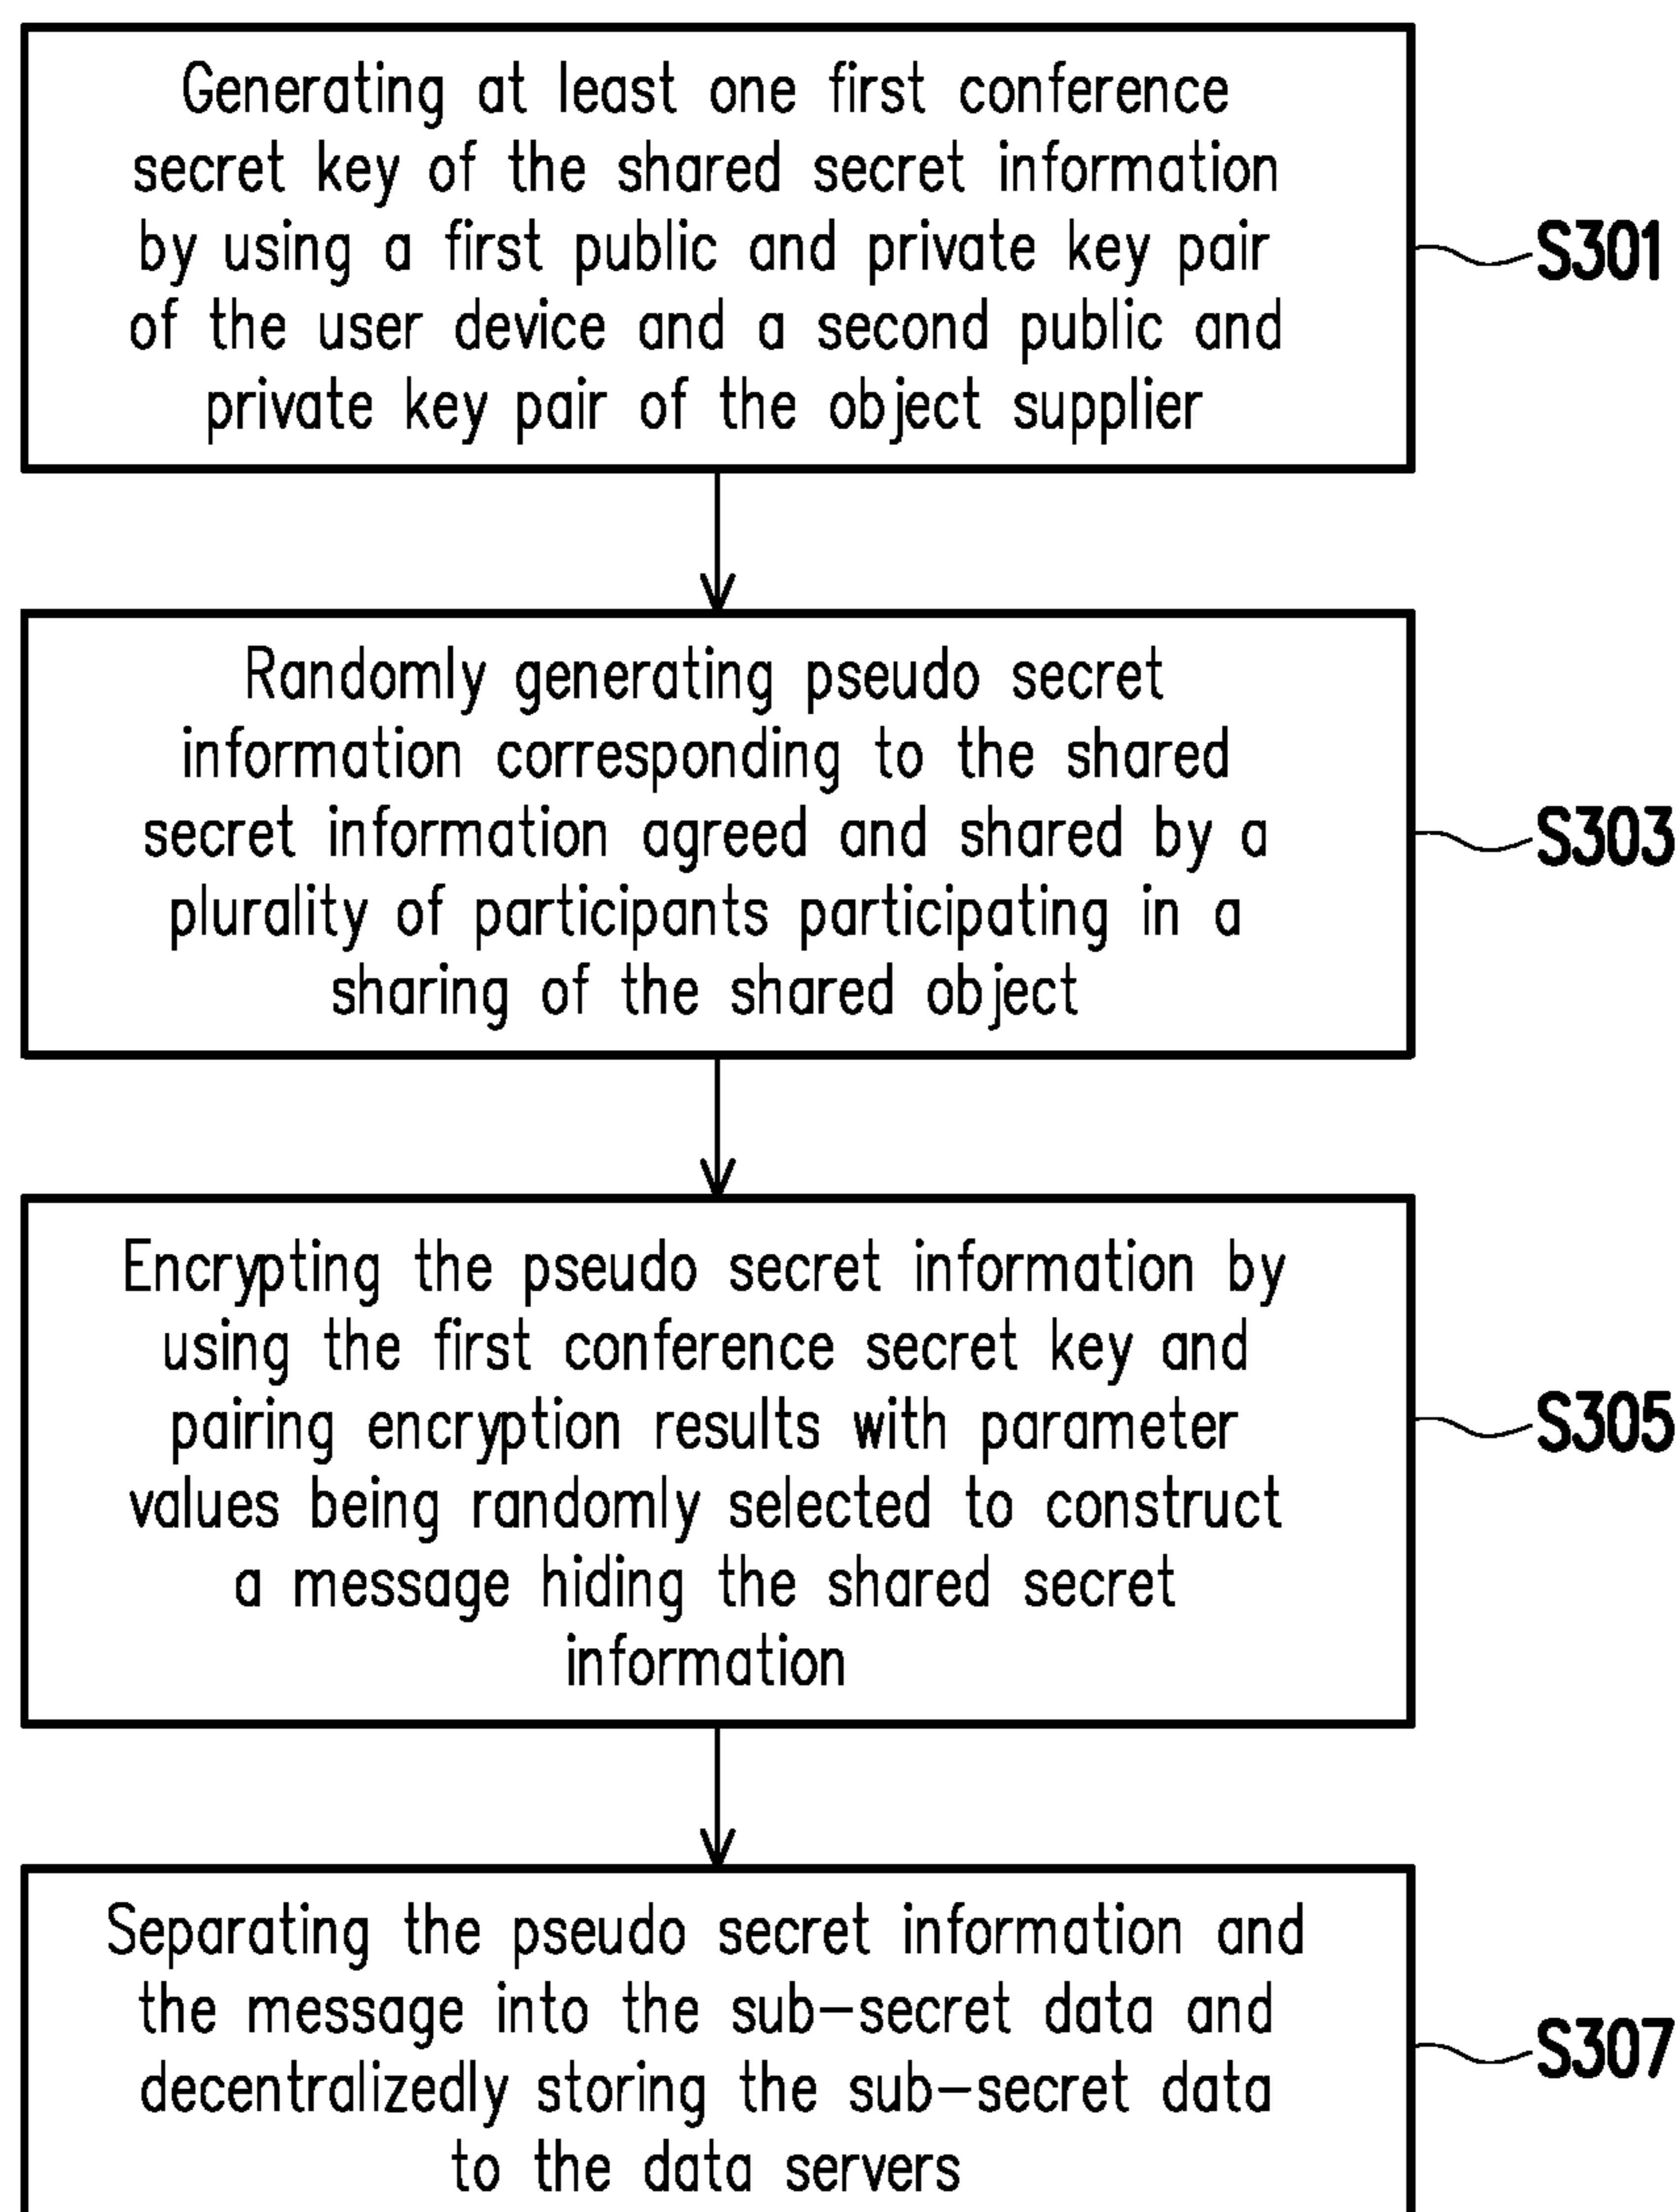 Generating at least one first conference
secret key of the shared secret information
by using a first public and private key pair
of the user device and a second public and
private key pair of the object supplier
S301
Randomly generating pseudo secret
information corresponding to the shared
secret information agreed and shared by a
plurality of participants participating in a
sharing of the shared object
S303
Encrypting the pseudo secret information by
using the first conference secret key and
pairing encryption results with parameter
values being randomly selected to construct
a message hiding the shared secret
information
S305
Separating the pseudo secret information and
the message into the sub-secret data and
decentralizedly storing the sub-secret data
to the data servers
S307